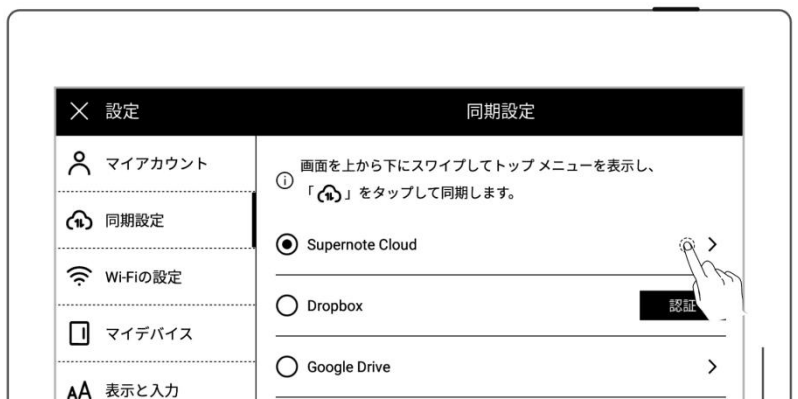 設定
同期設定
マイアカウント
同期設定
Wi-Fiの設定
マイデバイス
表示と入力
画面を上から下にスワイプしてトップ メニューを表示し、
「 」をタップして同期します。
Supernote Cloud
Dropbox
認証
Google Drive